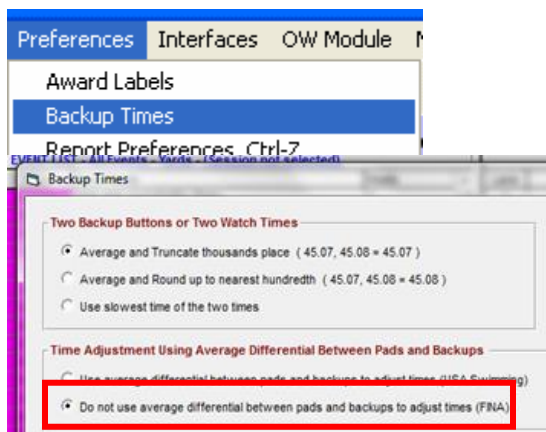 Preferences Interfaces OW Module
Award Labels
Backup Times
Report Preferences Ctrl-Z
EVENT LIST - All Events - Yards - (Session not selected)
Backup Times
Two Backup Buttons or Two Watch Times
Average and Truncate thousands place ( 45.07, 45.08 = 45.07 )
Average and Round up to nearest hundredth ( 45.07, 45.08 = 45.08 )
Use slowest time of the two times
Time Adjustment Using Average Differential Between Pads and Backups
Use average differential between pads and backups to adjust times (USA Swimming)
Do not use average differential between pads and backups to adjust times (FINA)